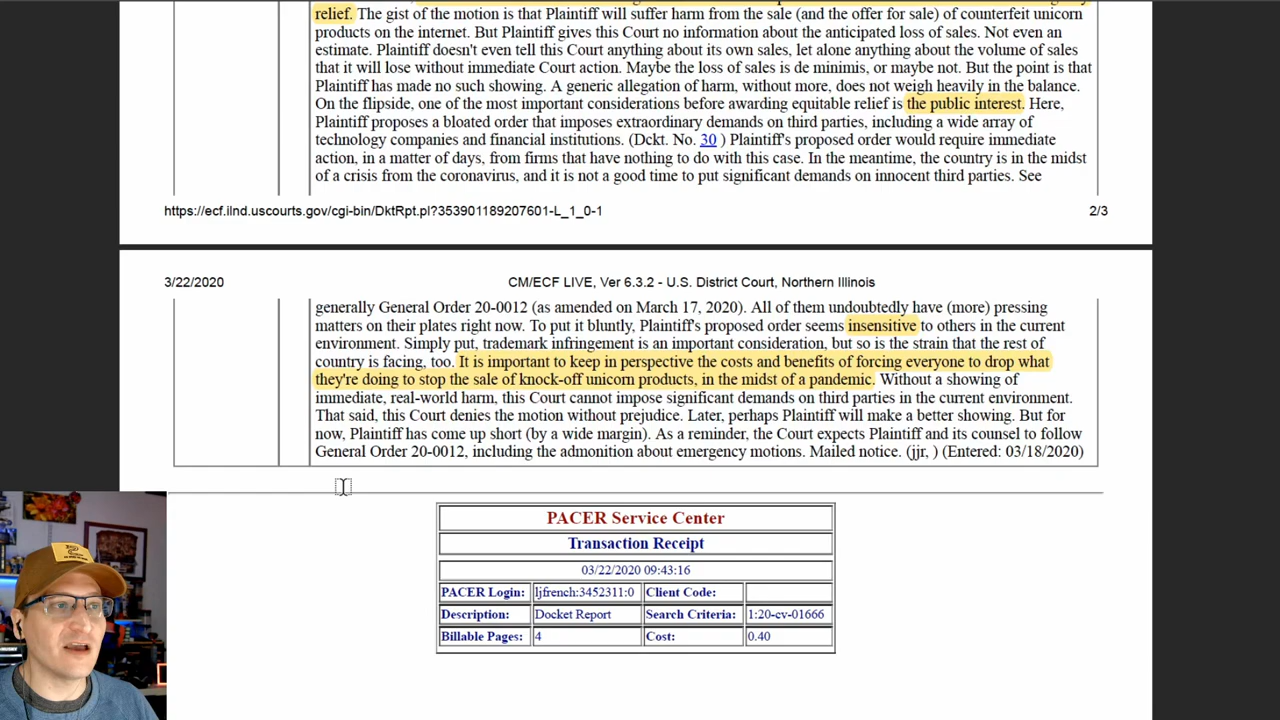 relief. The gist of the motion is that Plaintiff will suffer harm from the sale (and the offer for sale) of counterfeit unicorn
products on the internet. But Plaintiff gives this Court no information about the anticipated loss of sales. Not even an
estimate. Plaintiff doesn't even tell this Court anything about its own sales, let alone anything about the volume of sales
that it will lose without immediate Court action. Maybe the loss of sales is de minimis, or maybe not. But the point is that
Plaintiff has made no such showing. A generic allegation of harm, without more, does not weigh heavily in the balance.
On the flipside, one of the most important considerations before awarding equitable relief is the public interest. Here,
Plaintiff proposes a bloated order that imposes extraordinary demands on third parties, including a wide array of
technology companies and financial institutions. (Dckt. No. 30 ) Plaintiff's proposed order would require immediate
action, in a matter of days, from firms that have nothing to do with this case. In the meantime, the country is in the midst
of a crisis from the coronavirus, and it is not a good time to put significant demands on innocent third parties. See
https://ecf.ilnd.uscourts.gov/cgi-bin/DktRpt.pl?353901189207601-L_1_0-1 2/3
3/22/2020 CM/ECF LIVE, Ver 6.3.2 - U.S. District Court, Northern Illinois
generally General Order 20-0012 (as amended on March 17, 2020). All of them undoubtedly have (more) pressing
matters on their plates right now. To put it bluntly, Plaintiff's proposed order seems insensitive to others in the current
environment. Simply put, trademark infringement is an important consideration, but so is the strain that the rest of
country is facing, too. It is important to keep in perspective the costs and benefits of forcing everyone to drop what
they're doing to stop the sale of knock-off unicorn products, in the midst of a pandemic. Without a showing of
immediate, real-world harm, this Court cannot impose significant demands on third parties in the current environment.
That said, this Court denies the motion without prejudice. Later, perhaps Plaintiff will make a better showing. But for
now, Plaintiff has come up short (by a wide margin). As a reminder, the Court expects Plaintiff and its counsel to follow
General Order 20-0012, including the admonition about emergency motions. Mailed notice. (jjr, ) (Entered: 03/18/2020)
PACER Service Center
Transaction Receipt
03/22/2020 09:43:16
PACER Login: ljfrench:3452311:0 Client Code:
Description: Docket Report Search Criteria: 1:20-cv-01666
Billable Pages: 4 Cost: 0.40